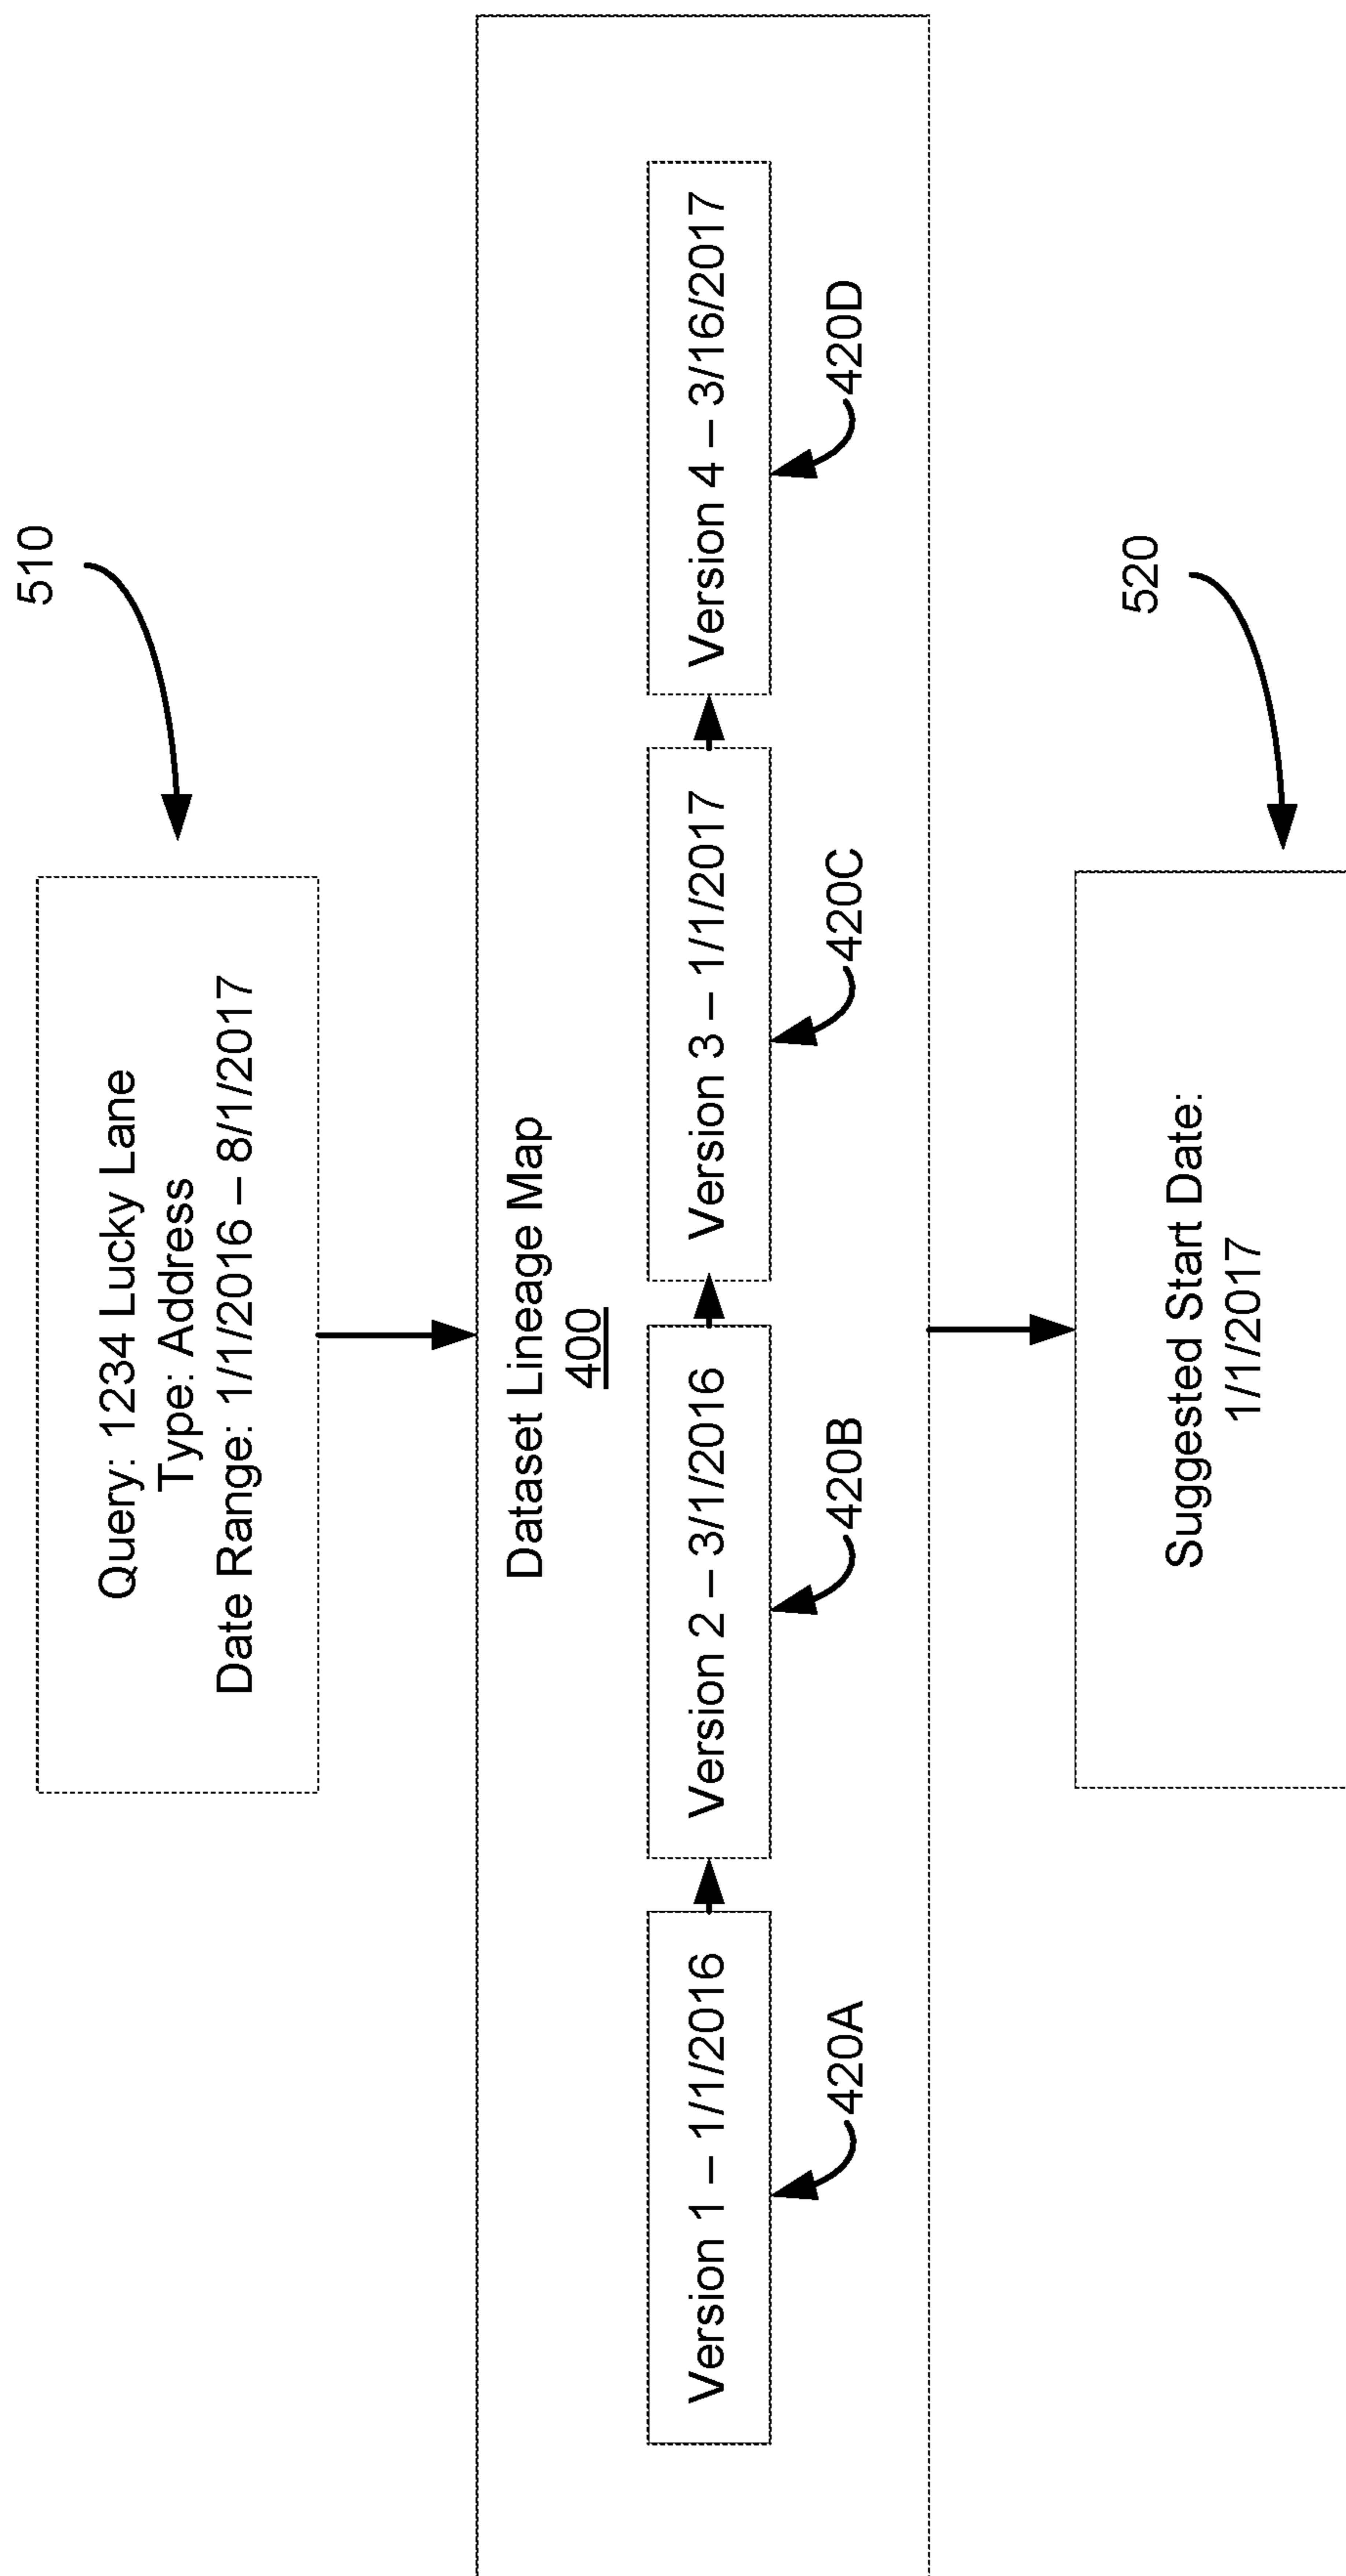 510
Query: 1234 Lucky Lane
Type: Address
Date Range: 1/1/2016 – 8/1/2017
Dataset Lineage Map
400
Version 1 – 1/1/2016
Version 2 – 3/1/2016
Version 3 – 1/1/2017
Version 4 – 3/16/2017
420A
420B
420C
420D
520
Suggested Start Date:
1/1/2017